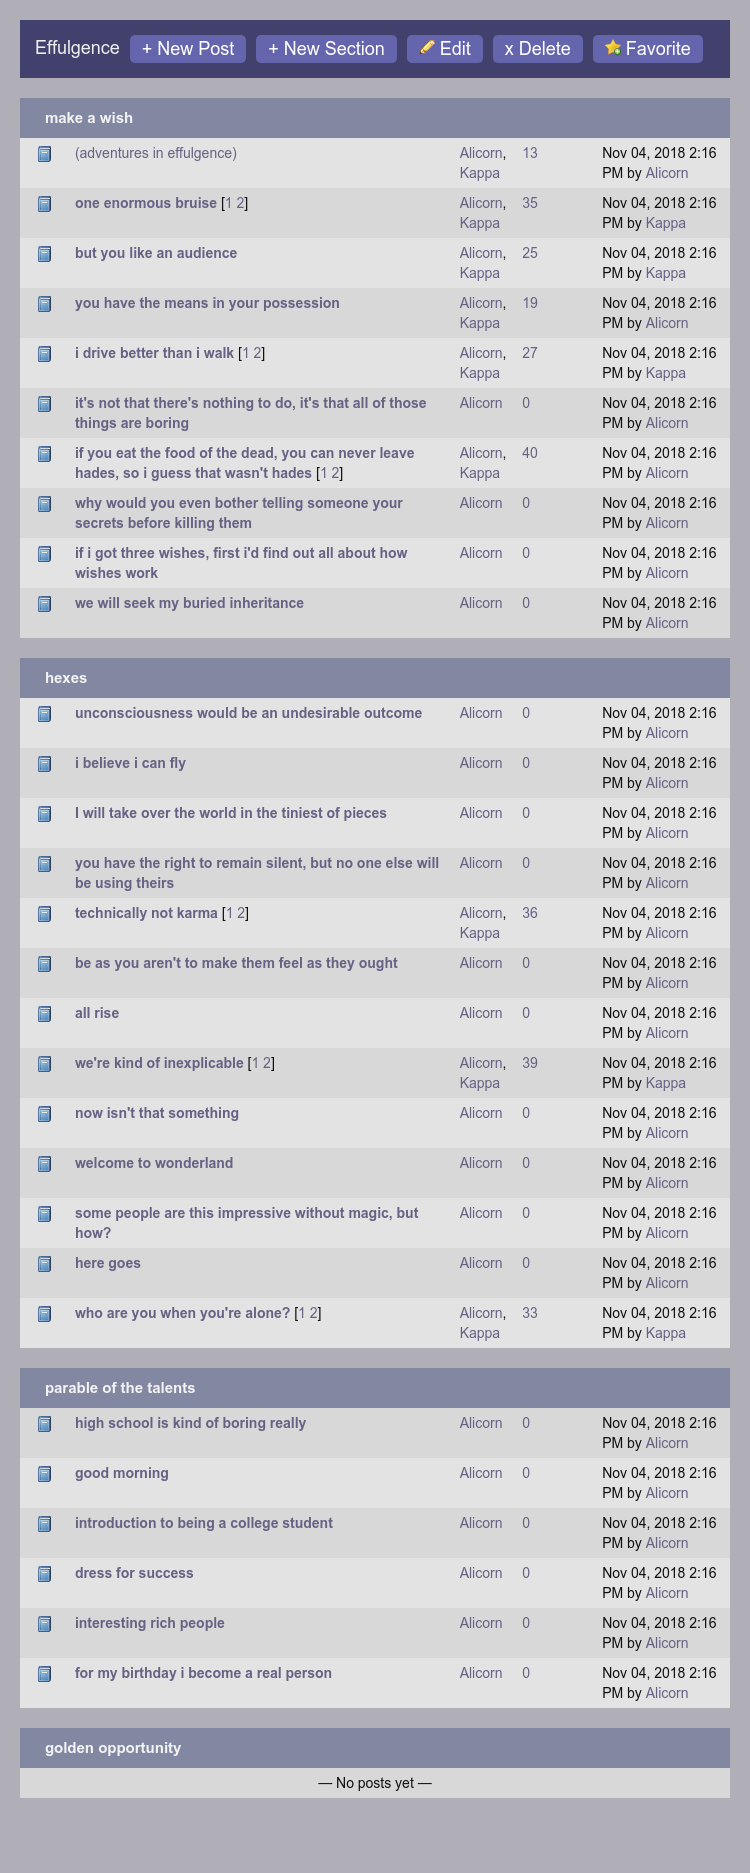 Effulgence + New Post + New Section Edit x Delete Favorite
make a wish
(adventures in effulgence) Alicorn, 13 Nov 04, 2018 2:16
Kappa PM by Alicorn
one enormous bruise [1 2] Alicorn, 35 Nov 04, 2018 2:16
Kappa PM by Kappa
but you like an audience Alicorn, 25 Nov 04, 2018 2:16
Kappa PM by Kappa
you have the means in your possession Alicorn, 19 Nov 04, 2018 2:16
Kappa PM by Alicorn
i drive better than i walk [1 2] Alicorn, 27 Nov 04, 2018 2:16
Kappa PM by Kappa
it's not that there's nothing to do, it's that all of those Alicorn 0 Nov 04, 2018 2:16
things are boring PM by Alicorn
if you eat the food of the dead, you can never leave Alicorn, 40 Nov 04, 2018 2:16
hades, so i guess that wasn't hades [1 2] Kappa PM by Alicorn
why would you even bother telling someone your Alicorn 0 Nov 04, 2018 2:16
secrets before killing them PM by Alicorn
if i got three wishes, first i'd find out all about how Alicorn 0 Nov 04, 2018 2:16
wishes work PM by Alicorn
we will seek my buried inheritance Alicorn 0 Nov 04, 2018 2:16
PM by Alicorn
hexes
unconsciousness would be an undesirable outcome Alicorn 0 Nov 04, 2018 2:16
PM by Alicorn
i believe i can fly Alicorn 0 Nov 04, 2018 2:16
PM by Alicorn
I will take over the world in the tiniest of pieces Alicorn 0 Nov 04, 2018 2:16
PM by Alicorn
you have the right to remain silent, but no one else will Alicorn 0 Nov 04, 2018 2:16
be using theirs PM by Alicorn
technically not karma [1 2] Alicorn, 36 Nov 04, 2018 2:16
Kappa PM by Alicorn
be as you aren't to make them feel as they ought Alicorn 0 Nov 04, 2018 2:16
PM by Alicorn
all rise Alicorn 0 Nov 04, 2018 2:16
PM by Alicorn
we're kind of inexplicable [1 2] Alicorn, 39 Nov 04, 2018 2:16
Kappa PM by Kappa
now isn't that something Alicorn 0 Nov 04, 2018 2:16
PM by Alicorn
welcome to wonderland Alicorn 0 Nov 04, 2018 2:16
PM by Alicorn
some people are this impressive without magic, but Alicorn 0 Nov 04, 2018 2:16
how? PM by Alicorn
here goes Alicorn 0 Nov 04, 2018 2:16
PM by Alicorn
who are you when you're alone? [1 2] Alicorn, 33 Nov 04, 2018 2:16
Kappa PM by Kappa
parable of the talents
high school is kind of boring really Alicorn 0 Nov 04, 2018 2:16
PM by Alicorn
good morning Alicorn 0 Nov 04, 2018 2:16
PM by Alicorn
introduction to being a college student Alicorn 0 Nov 04, 2018 2:16
PM by Alicorn
dress for success Alicorn 0 Nov 04, 2018 2:16
PM by Alicorn
interesting rich people Alicorn 0 Nov 04, 2018 2:16
PM by Alicorn
for my birthday i become a real person Alicorn 0 Nov 04, 2018 2:16
PM by Alicorn
golden opportunity
— No posts yet —